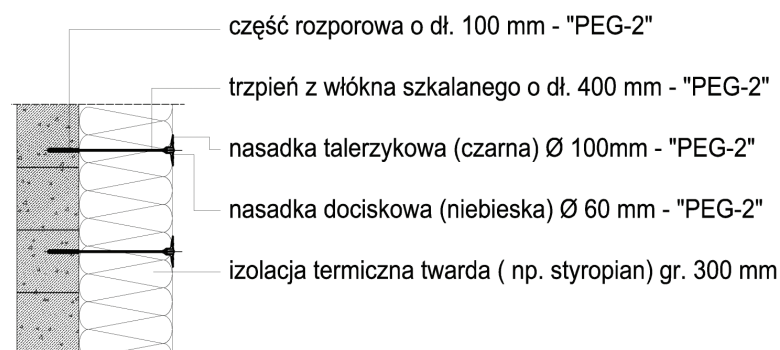 część rozporowa o dł. 100 mm - "PEG-2"
trzpień z włókna szkalanego o dł. 400 mm - "PEG-2"
nasadka talerzykowa (czarna) Ø 100mm - "PEG-2"
nasadka dociskowa (niebieska) Ø 60 mm - "PEG-2"
izolacja termiczna twarda ( np. styropian) gr. 300 mm